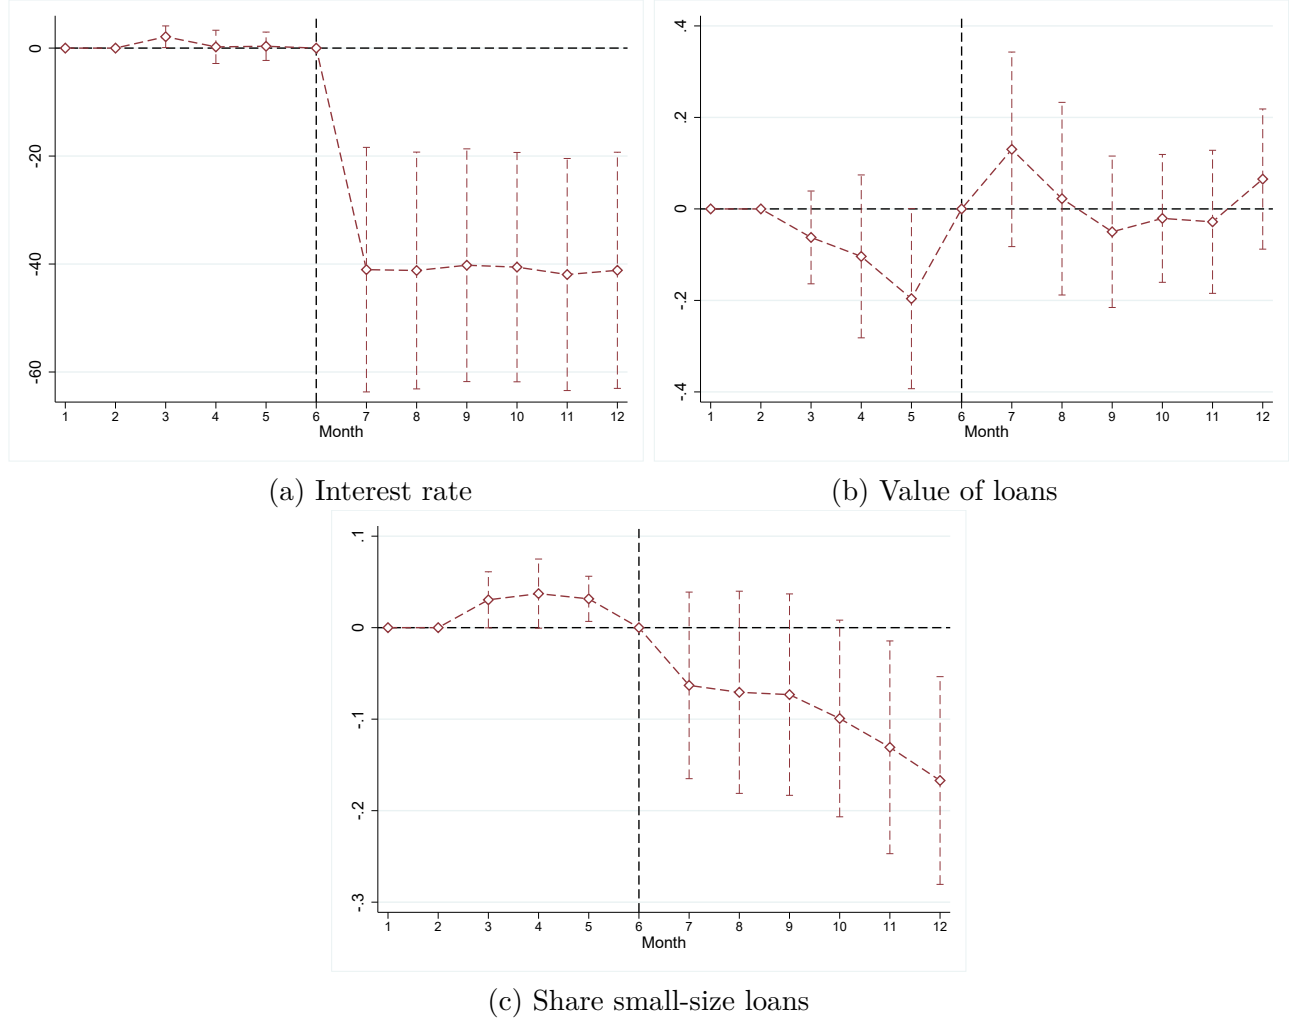 0
-20
-40
-60
1 2 3 4 5 6 7 8 9 10 11 12
Month
(a) Interest rate
.4
.2
0
-.2
-.4
1 2 3 4 5 6 7 8 9 10 11 12
Month
(b) Value of loans
.1
0
-.1
-.2
-.3
1 2 3 4 5 6 7 8 9 10 11 12
Month
(c) Share small-size loans